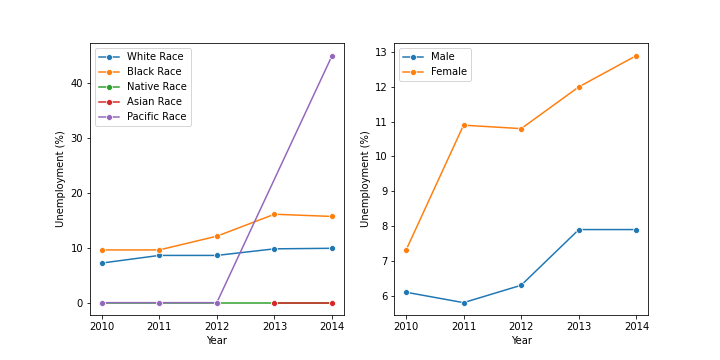 White Race
Black Race
Native Race
Asian Race
Pacific Race
Unemployment (%)
40
30
20
10
0
2010 2011 2012 2013 2014
Year
Male
Female
Unemployment (%)
13
12
11
10
9
8
7
6
2010 2011 2012 2013 2014
Year